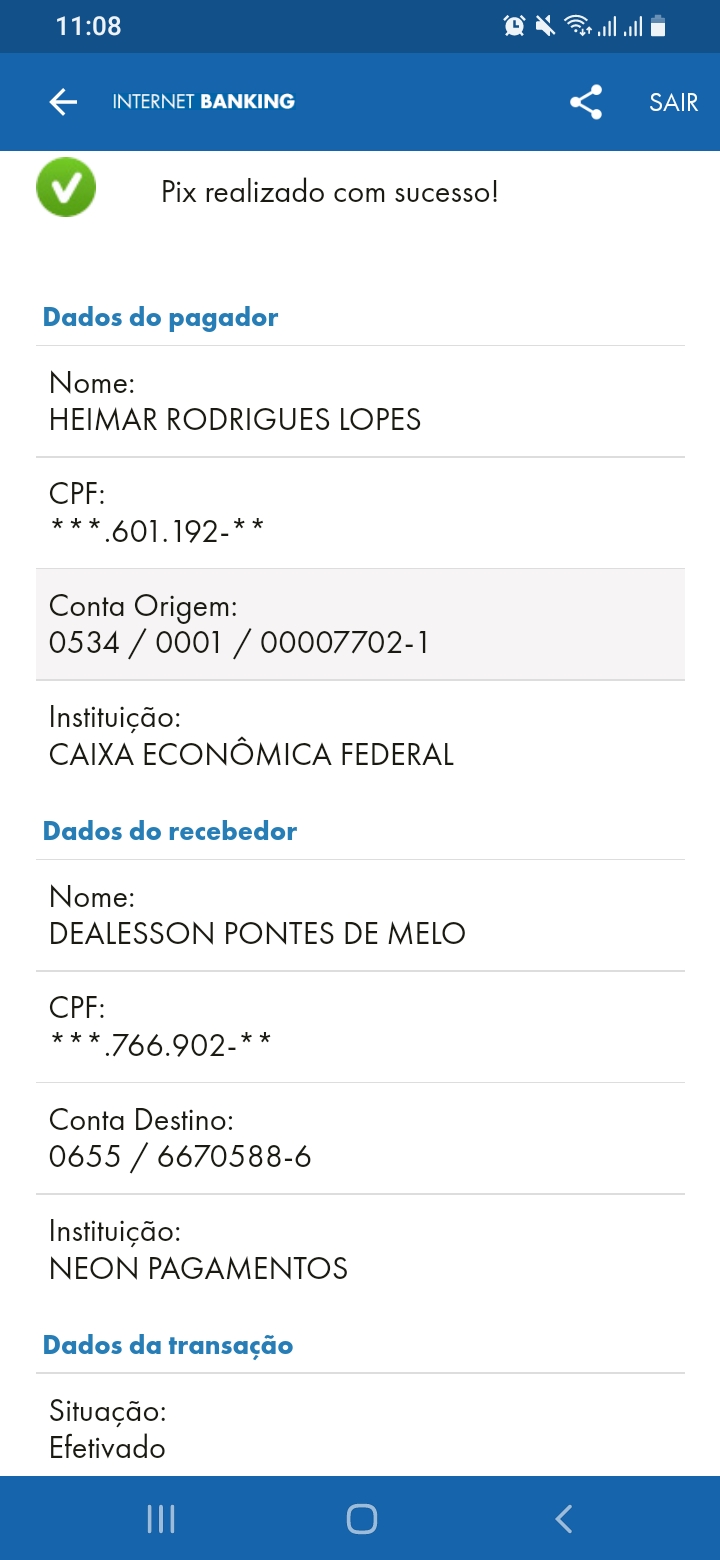 11:08
INTERNET BANKING
SAIR
Pix realizado com sucesso!
Dados do pagador
Nome:
HEIMAR RODRIGUES LOPES
CPF:
***.601.192-**
Conta Origem:
0534 / 0001 / 00007702-1
Instituição:
CAIXA ECONÔMICA FEDERAL
Dados do recebedor
Nome:
DEALESSON PONTES DE MELO
CPF:
***.766.902-**
Conta Destino:
0655 / 6670588-6
Instituição:
NEON PAGAMENTOS
Dados da transação
Situação:
Efetivado